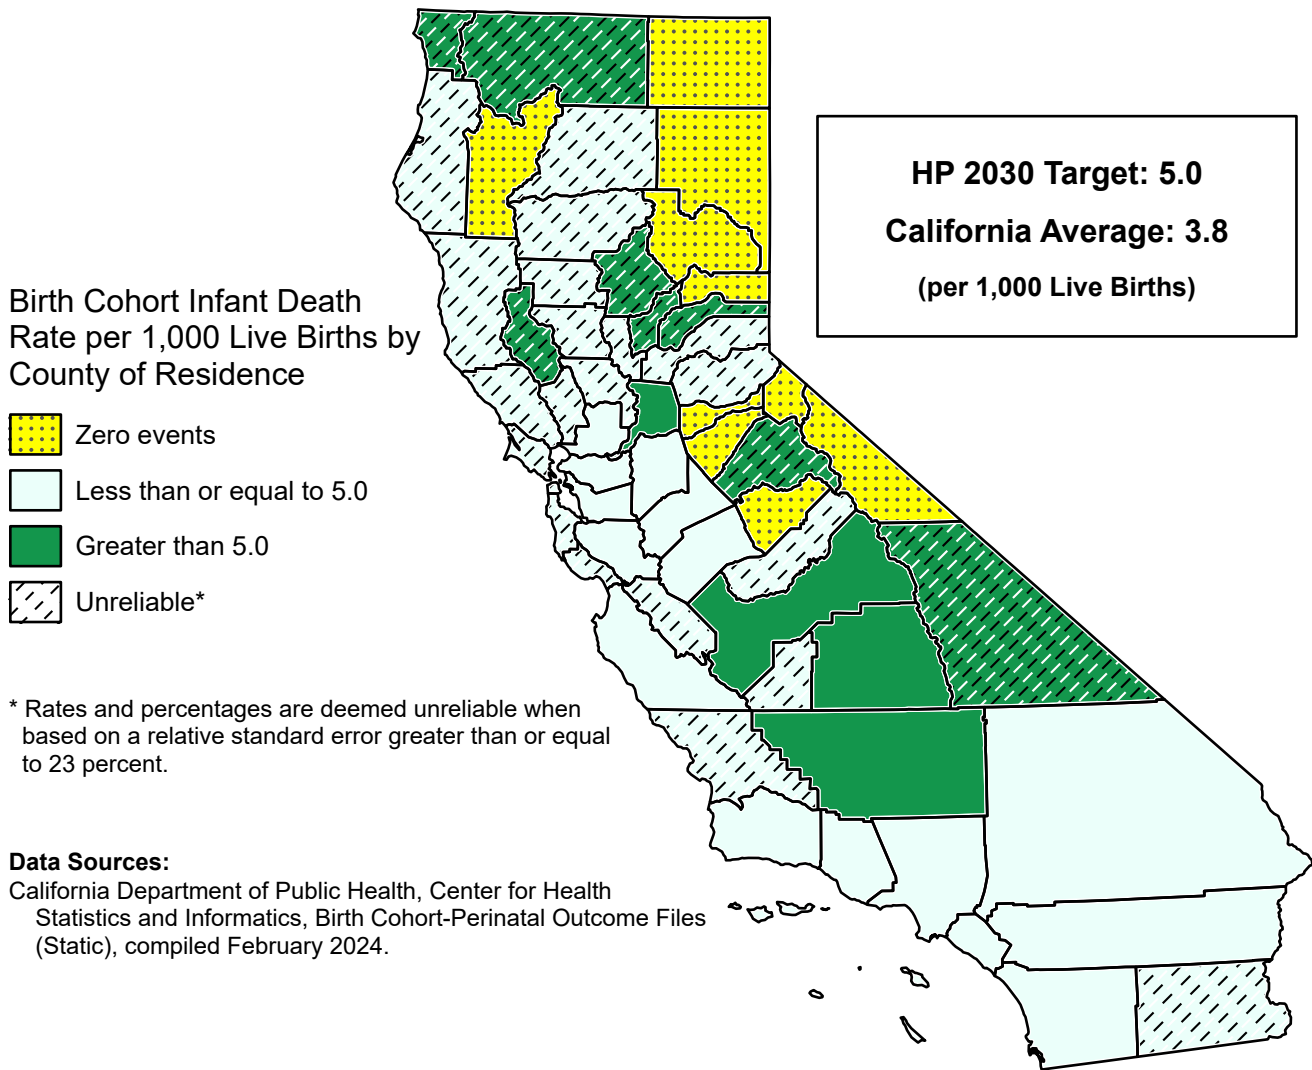 HP 2030 Target: 5.0
California Average: 3.8
(per 1,000 Live Births)
Birth Cohort Infant Death
Rate per 1,000 Live Births by
County of Residence
Zero events
Less than or equal to 5.0
Greater than 5.0
Unreliable*
* Rates and percentages are deemed unreliable when
based on a relative standard error greater than or equal
to 23 percent.
Data Sources:
California Department of Public Health, Center for Health
Statistics and Informatics, Birth Cohort-Perinatal Outcome Files
(Static), compiled February 2024.